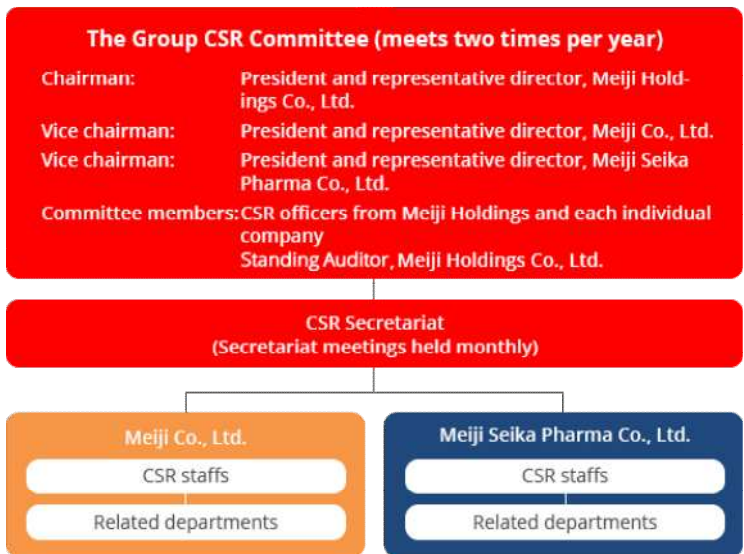 The Group CSR Committee (meets two times per year)
Chairman: President and representative director, Meiji Hold-
ings Co., Ltd.
Vice chairman: President and representative director, Meiji Co., Ltd.
Vice chairman: President and representative director, Meiji Seika
Pharma Co., Ltd.
Committee members: CSR officers from Meiji Holdings and each individual
company
Standing Auditor, Meiji Holdings Co., Ltd.
CSR Secretariat
(Secretariat meetings held monthly)
Meiji Co., Ltd.
CSR staffs
Related departments
Meiji Seika Pharma Co., Ltd.
CSR staffs
Related departments